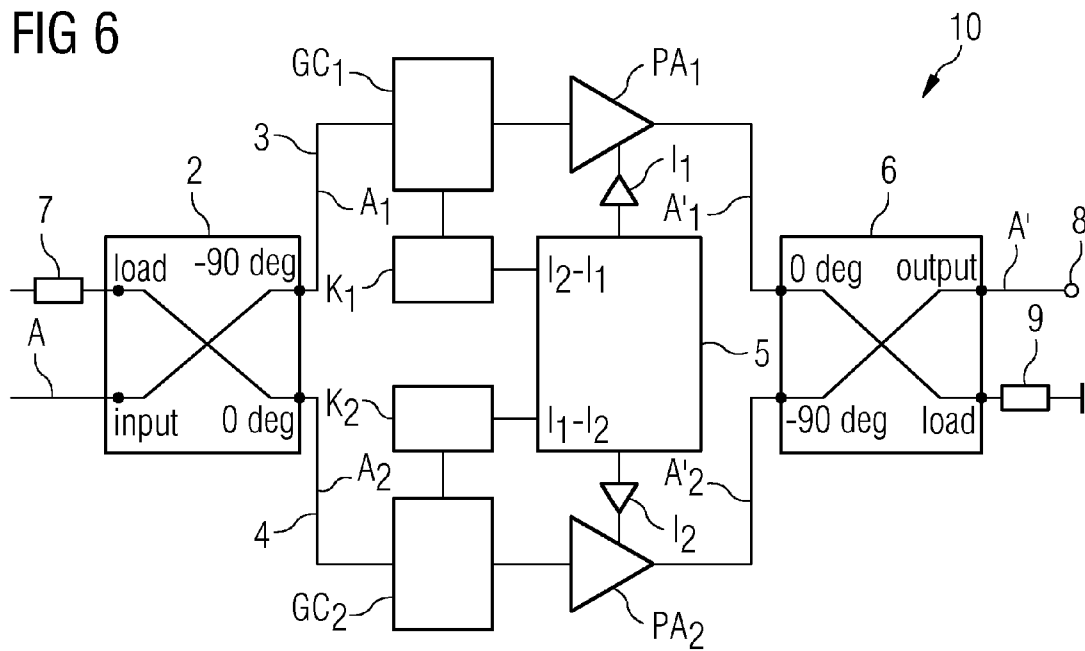 FIG 6
10
GC1
PA1
3
I1
2
A1
A'1
6
7
A'
8
load
-90 deg
0 deg
output
K1
I2-I1
A
5
9
input
0 deg
K2
I1-I2
-90 deg
load
A2
A'2
4
I2
GC2
PA2